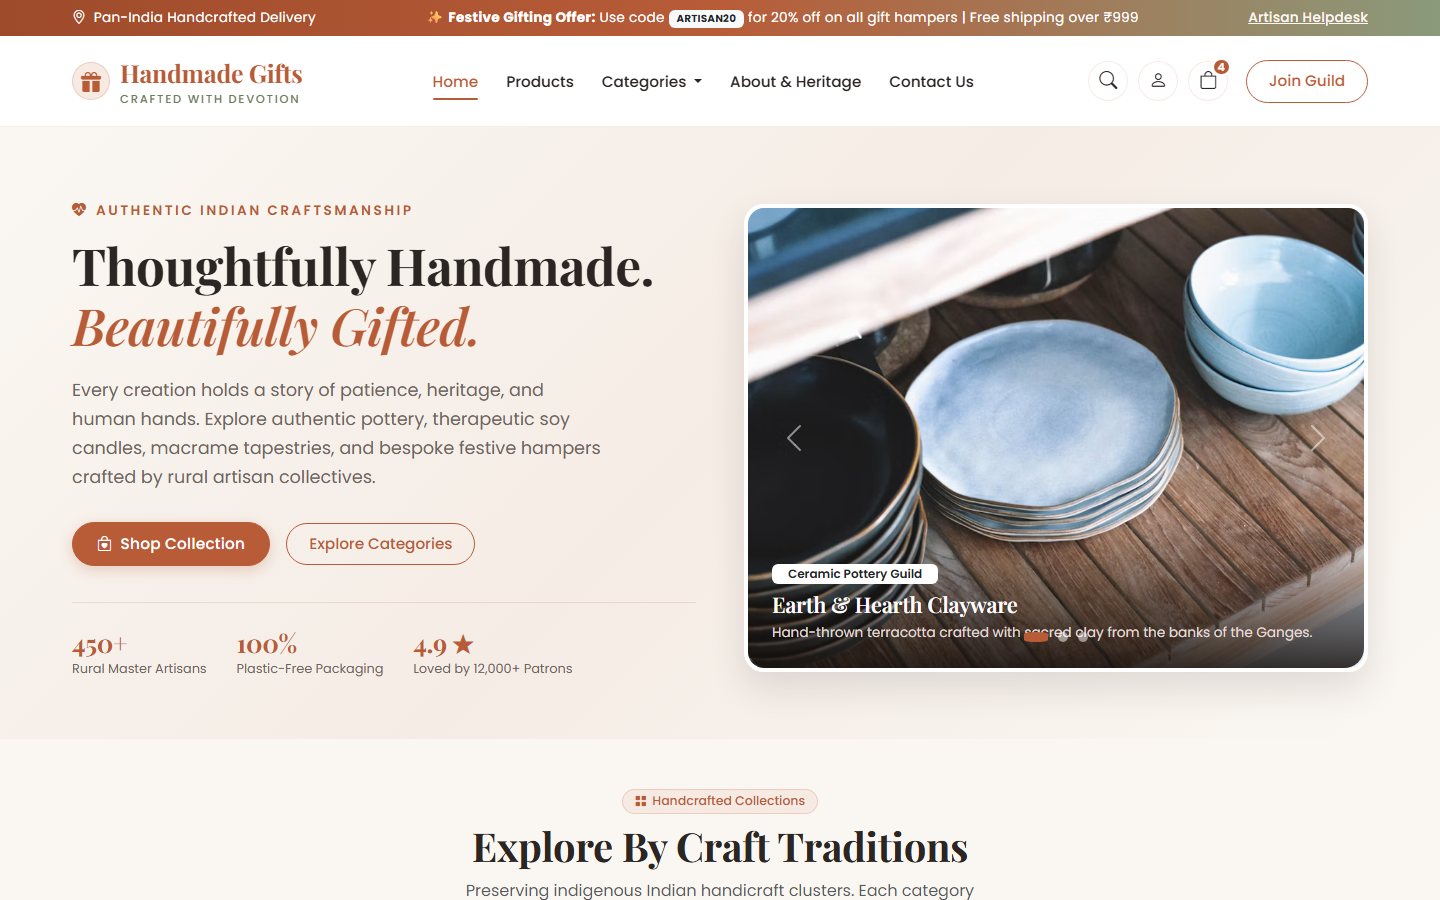 Pan-India Handcrafted Delivery
✨ Festive Gifting Offer: Use code ARTISAN20 for 20% off on all gift hampers | Free shipping over ₹999
Artisan Helpdesk
Handmade Gifts
CRAFTED WITH DEVOTION
Home
Products
Categories
About & Heritage
Contact Us
4
Join Guild
AUTHENTIC INDIAN CRAFTSMANSHIP
Thoughtfully Handmade.
Beautifully Gifted.
Every creation holds a story of patience, heritage, and
human hands. Explore authentic pottery, therapeutic soy
candles, macrame tapestries, and bespoke festive hampers
crafted by rural artisan collectives.
Shop Collection
Explore Categories
450+
Rural Master Artisans
100%
Plastic-Free Packaging
4.9 ★
Loved by 12,000+ Patrons
Ceramic Pottery Guild
Earth & Hearth Clayware
Hand-thrown terracotta crafted with sacred clay from the banks of the Ganges.
Handcrafted Collections
Explore By Craft Traditions
Preserving indigenous Indian handicraft clusters. Each category